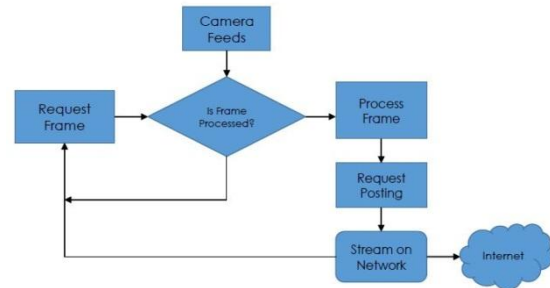 Camera
Feeds
Request
Frame
Is Frame
Processed?
Process
Frame
Request
Posting
Stream on
Network
Internet